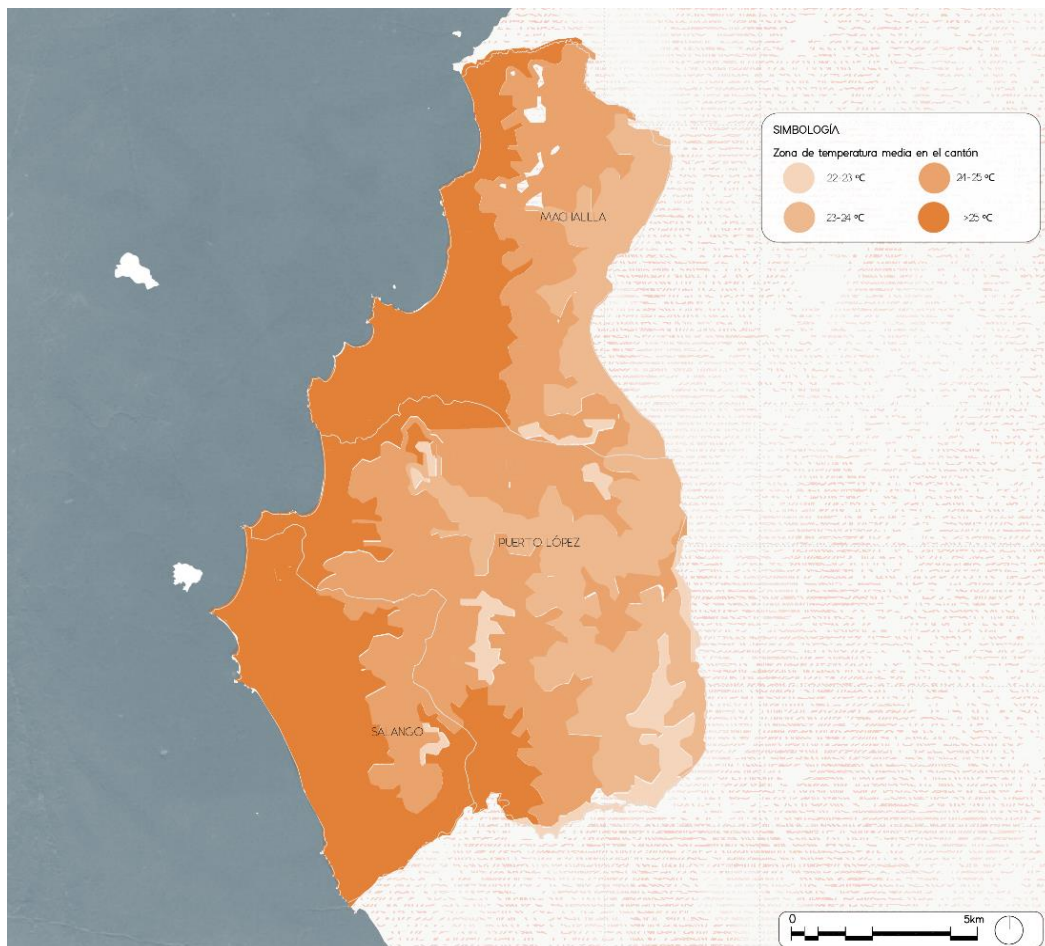 SIMBOLOGÍA
Zona de temperatura media en el cantón
22-23 ºC
24-25 ºC
23-24 ºC
>25 ºC
MACHALILLA
PUERTO LÓPEZ
SALANGO
0 5km